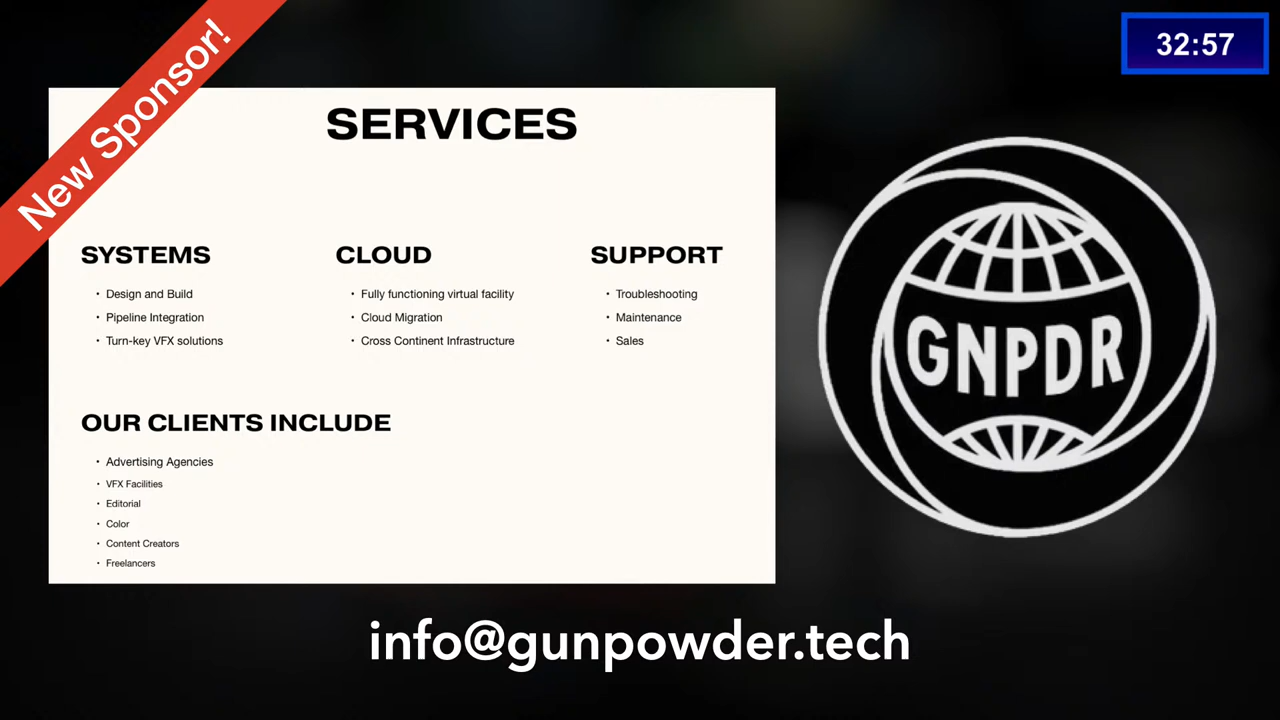 New Sponsor!
32:57
SERVICES
SYSTEMS
• Design and Build
• Pipeline Integration
• Turn-key VFX solutions
CLOUD
• Fully functioning virtual facility
• Cloud Migration
• Cross Continent Infrastructure
SUPPORT
• Troubleshooting
• Maintenance
• Sales
OUR CLIENTS INCLUDE
• Advertising Agencies
• VFX Facilities
• Editorial
• Color
• Content Creators
• Freelancers
GNPDR
info@gunpowder.tech